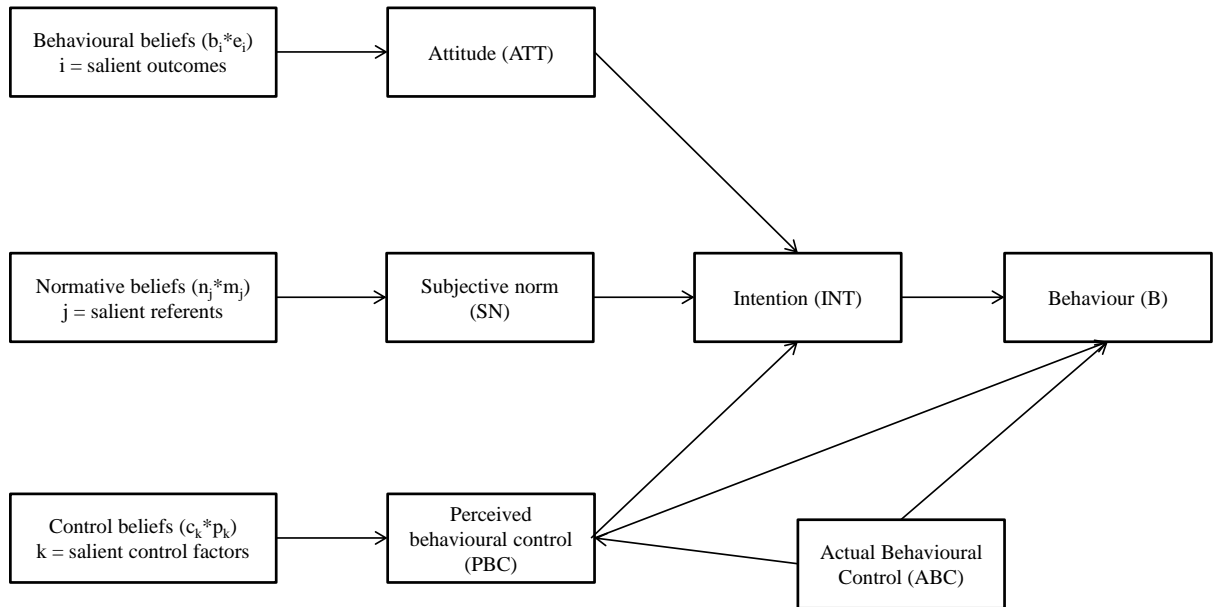 Behavioural beliefs (bi*ei)
i = salient outcomes
Attitude (ATT)
Normative beliefs (nj*mj)
j = salient referents
Subjective norm
(SN)
Intention (INT)
Behaviour (B)
Control beliefs (ck*pk)
k = salient control factors
Perceived
behavioural control
(PBC)
Actual Behavioural
Control (ABC)